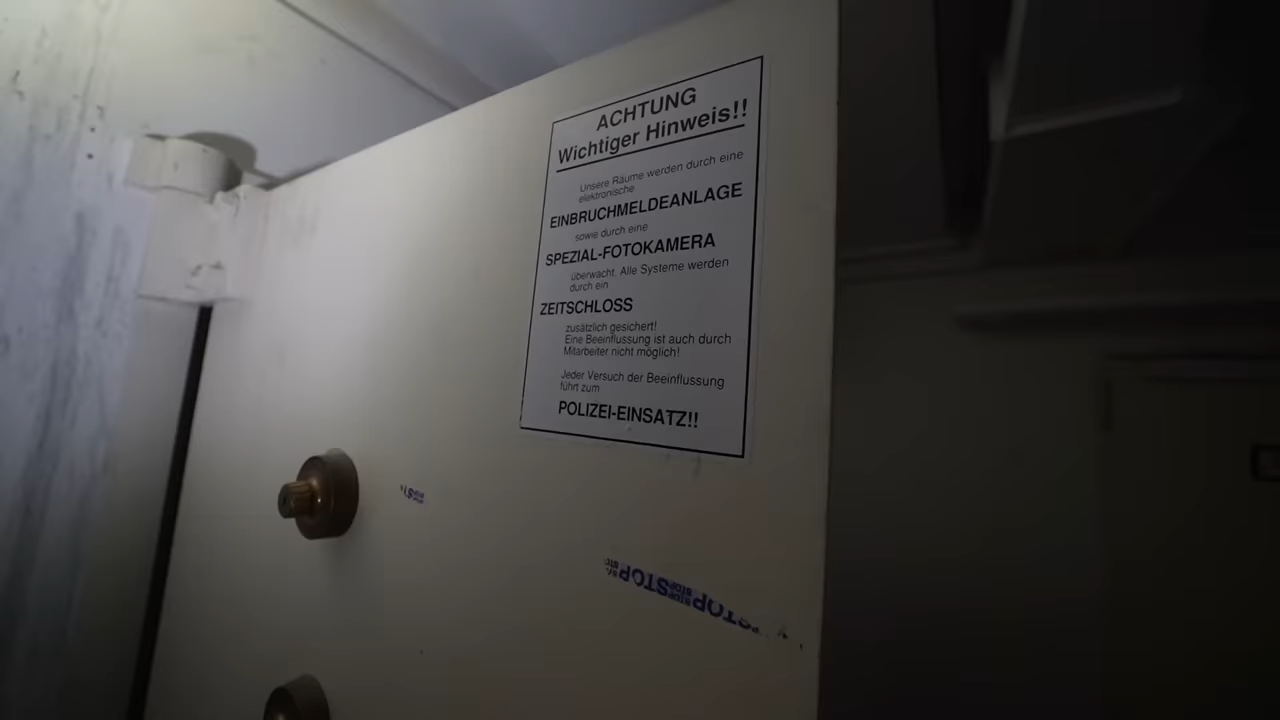 ACHTUNG
Wichtiger Hinweis!!
Unsere Räume werden durch eine
elektronische
EINBRUCHMELDEANLAGE
sowie durch eine
SPEZIAL-FOTOKAMERA
überwacht. Alle Systeme werden
durch ein
ZEITSCHLOSS
zusätzlich gesichert!
Eine Beeinflussung ist auch durch
Mitarbeiter nicht möglich!
Jeder Versuch der Beeinflussung
führt zum
POLIZEI-EINSATZ!!
STOP
STOP